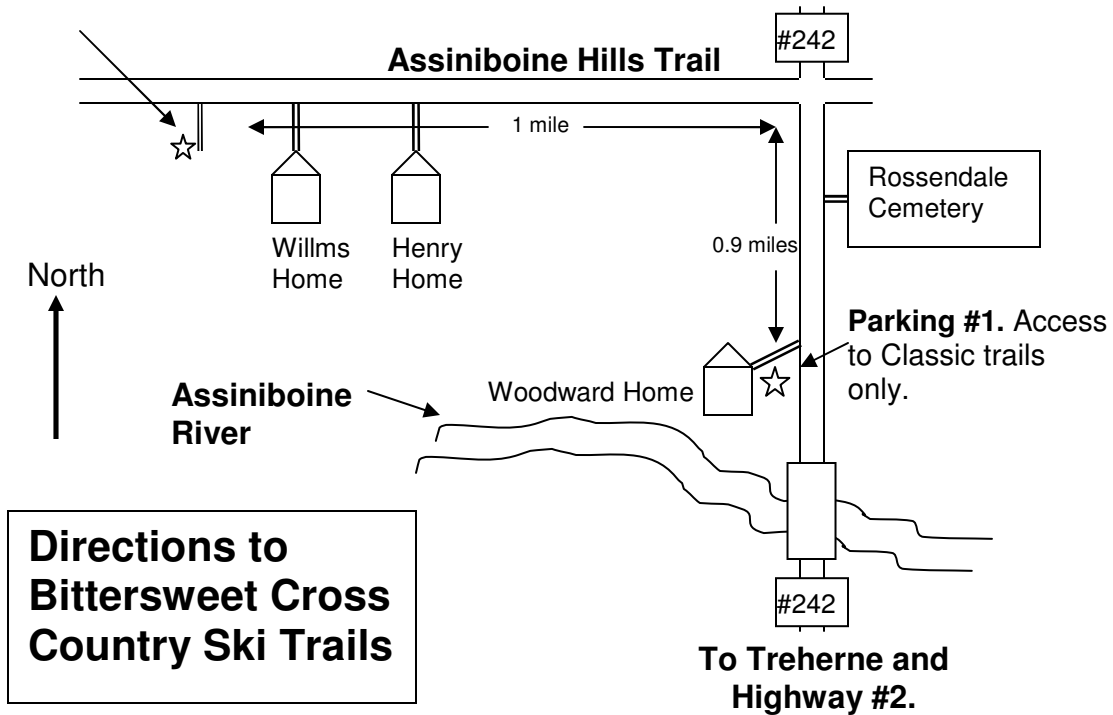 #242
Assiniboine Hills Trail
1 mile
Rossendale
Cemetery
Willms
Home
Henry
Home
0.9 miles
North
Parking #1. Access
to Classic trails
only.
Woodward Home
Assiniboine
River
Directions to
Bittersweet Cross
Country Ski Trails
#242
To Treherne and
Highway #2.